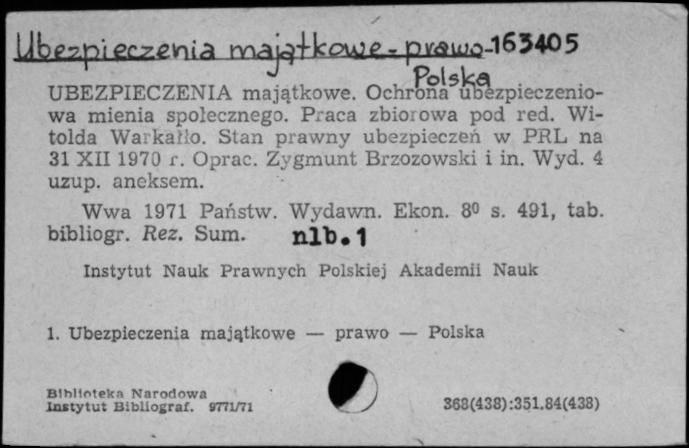 Ubezpieczenia majątkowe - prawo - 163405
Polska
UBEZPIECZENIA majątkowe. Ochrona ubezpieczenio-
wa mienia społecznego. Praca zbiorowa pod red. Wi-
tolda Warkałło. Stan prawny ubezpieczeń w PRL na
31 XII 1970 r. Oprac. Zygmunt Brzozowski i in. Wyd. 4
uzup. aneksem.
Wwa 1971 Państw. Wydawn. Ekon. 8⁰ s. 491, tab.
bibliogr. Rez. Sum. nlb.1
Instytut Nauk Prawnych Polskiej Akademii Nauk
1. Ubezpieczenia majątkowe — prawo — Polska
Biblioteka Narodowa
Instytut Bibliograf. 9771/71
368(438):351.84(438)